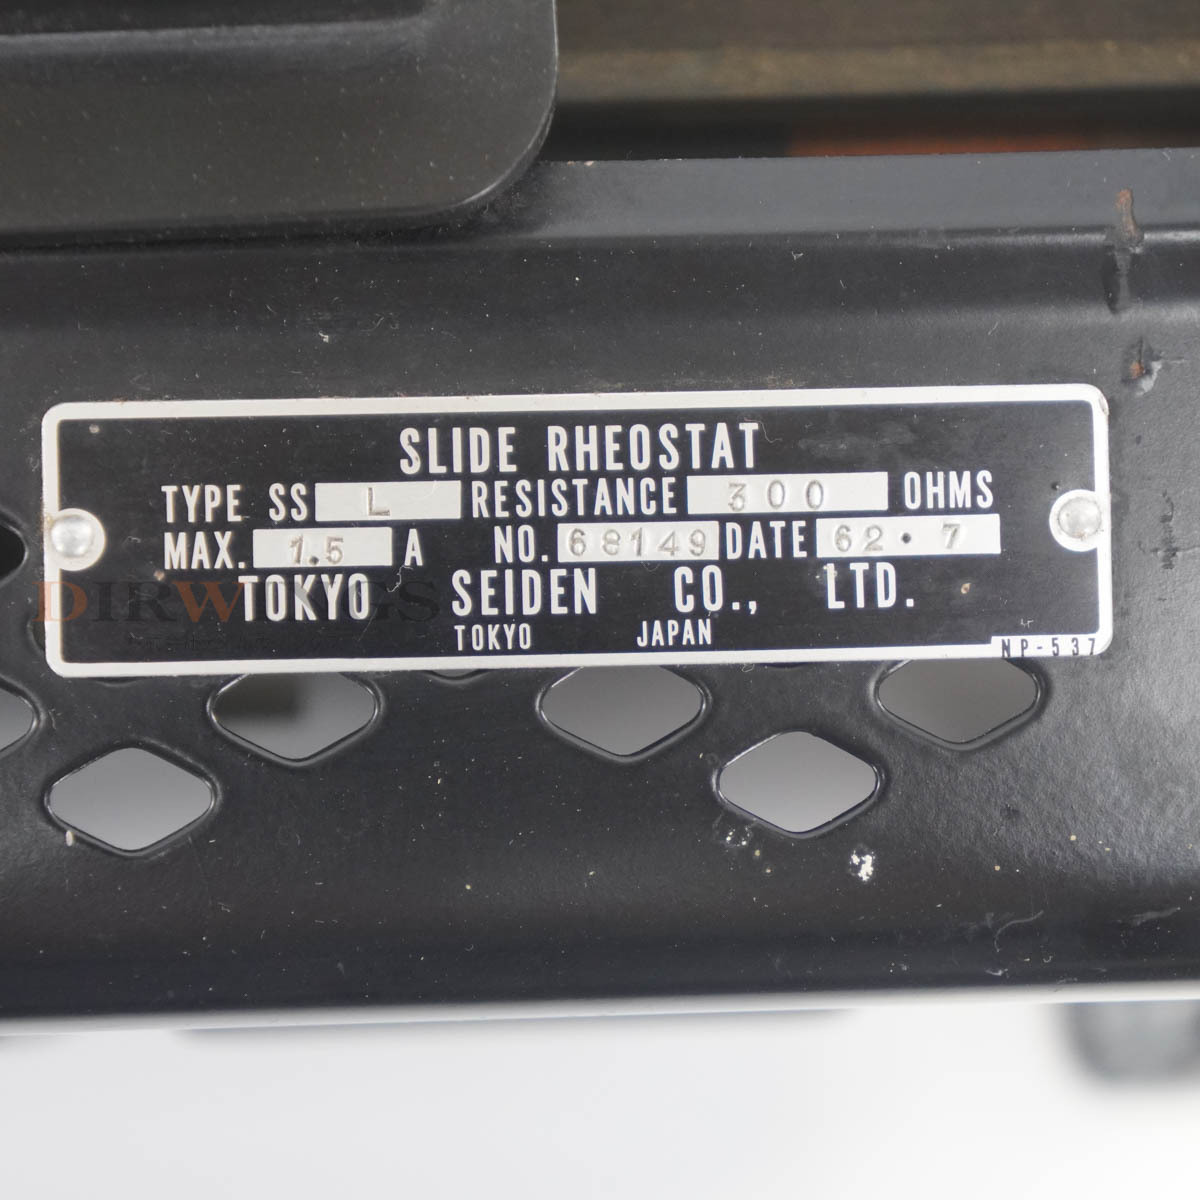 SLIDE RHEOSTAT
TYPE SS L RESISTANCE 300 OHMS
MAX. 1.5 A NO. 68149 DATE 62.7
TOKYO SEIDEN CO., LTD.
TOKYO JAPAN
NP-537